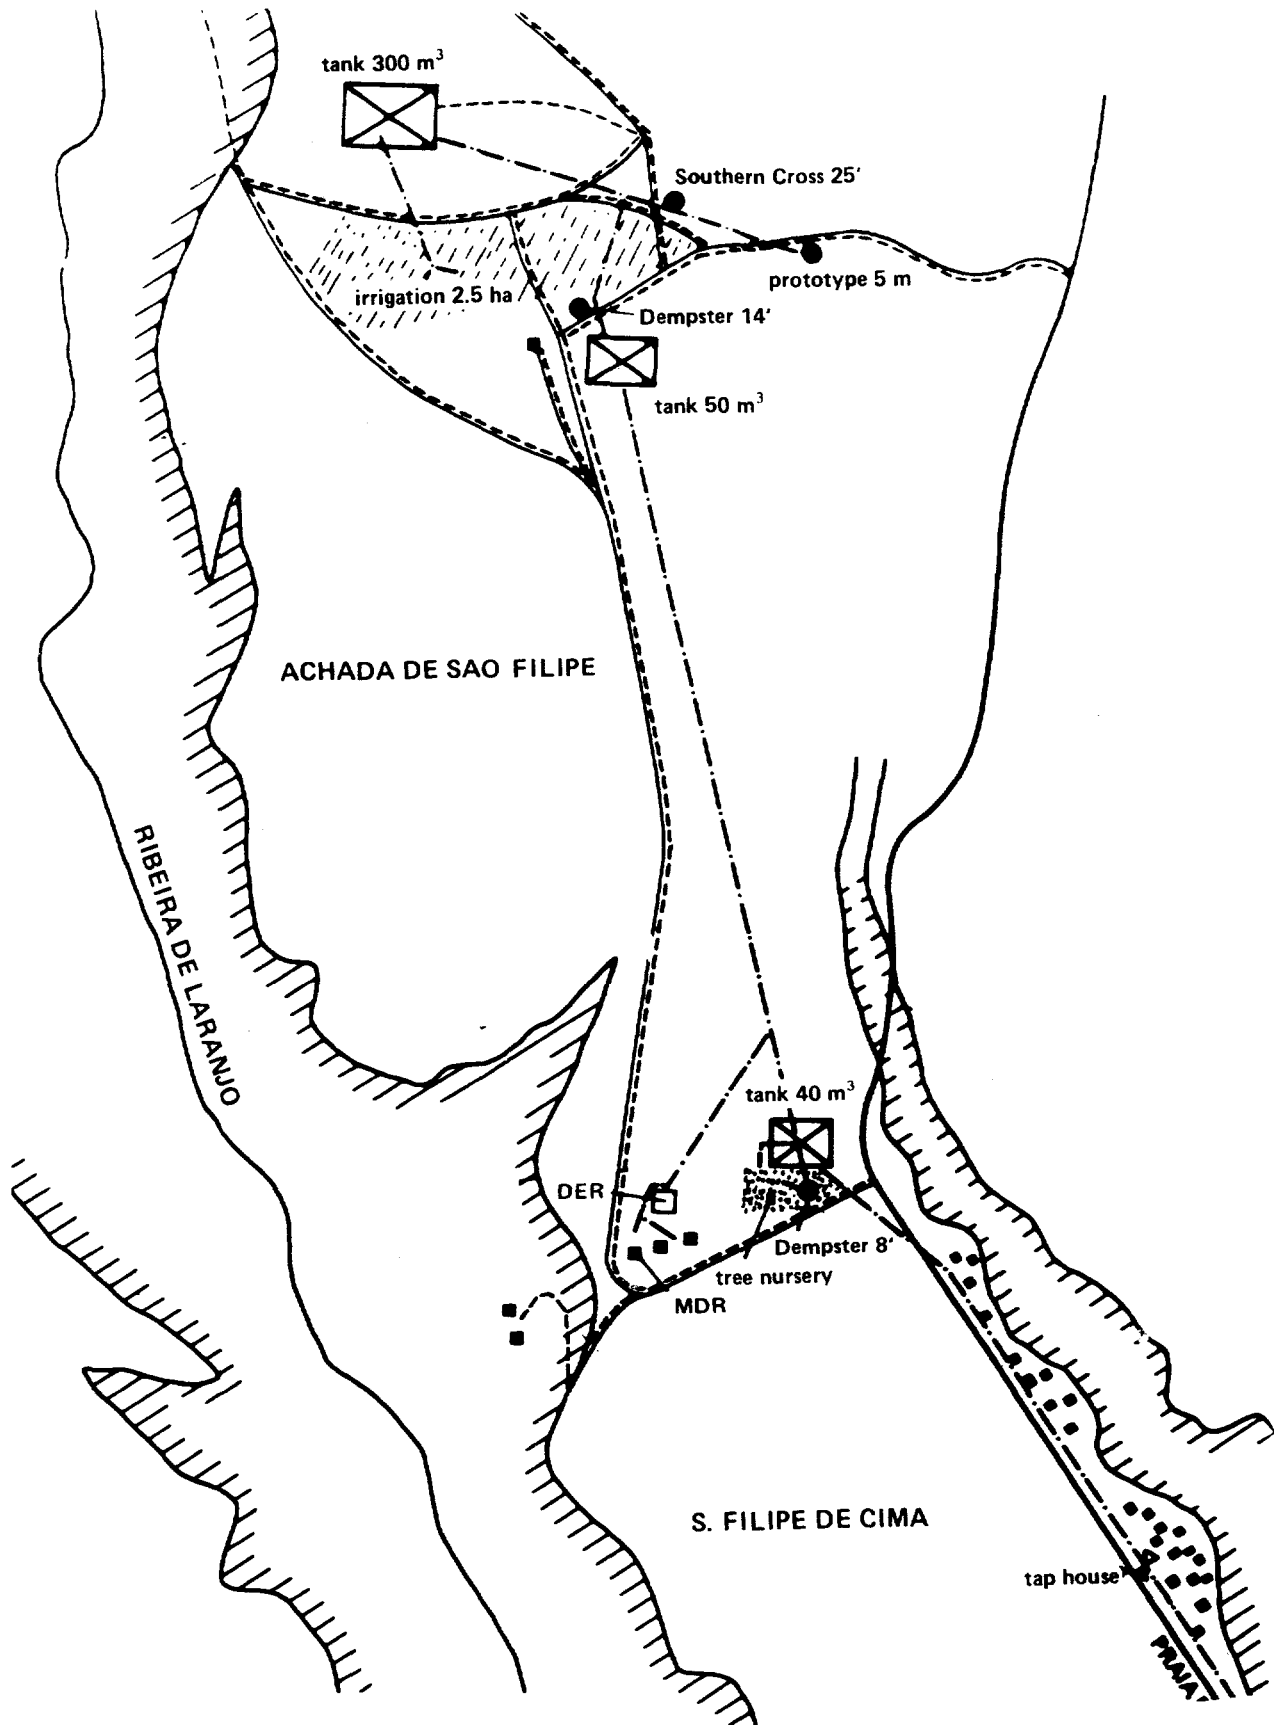 tank 300 m³
Southern Cross 25'
prototype 5 m
irrigation 2.5 ha
Dempster 14'
tank 50 m³
ACHADA DE SAO FILIPE
RIBEIRA DE LARANJO
tank 40 m³
DER
Dempster 8'
tree nursery
MDR
S. FILIPE DE CIMA
tap house
PRAIA